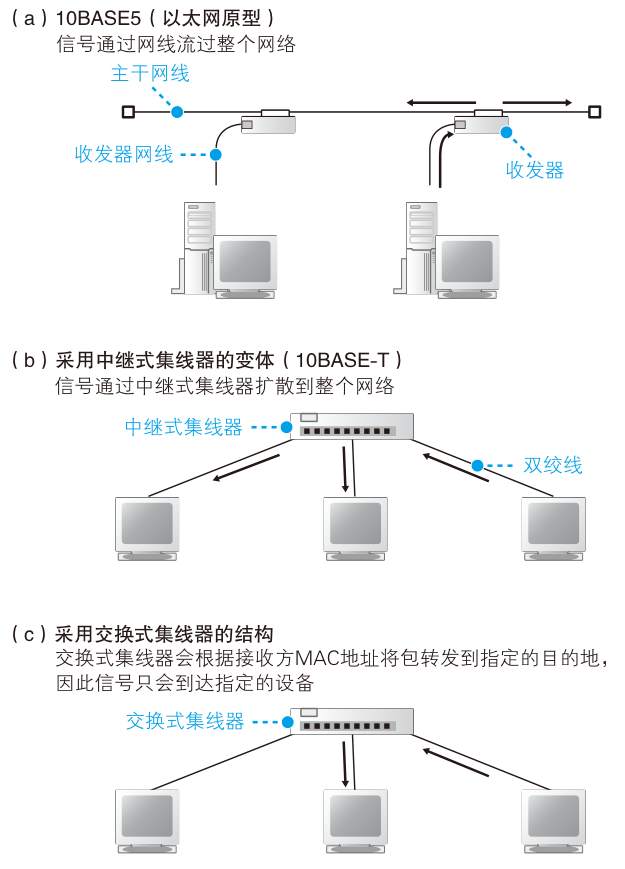 （a）10BASE5（以太网原型）
信号通过网线流过整个网络
主干网线
收发器网线
收发器
（b）采用中继式集线器的变体（10BASE-T）
信号通过中继式集线器扩散到整个网络
中继式集线器
双绞线
（c）采用交换式集线器的结构
交换式集线器会根据接收方MAC地址将包转发到指定的目的地，
因此信号只会到达指定的设备
交换式集线器